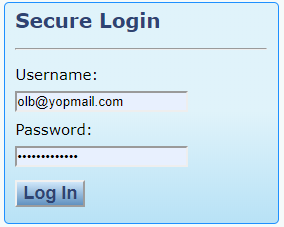 Secure Login
Username:
olb@yopmail.com
Password:
•••••••••••••
Log In